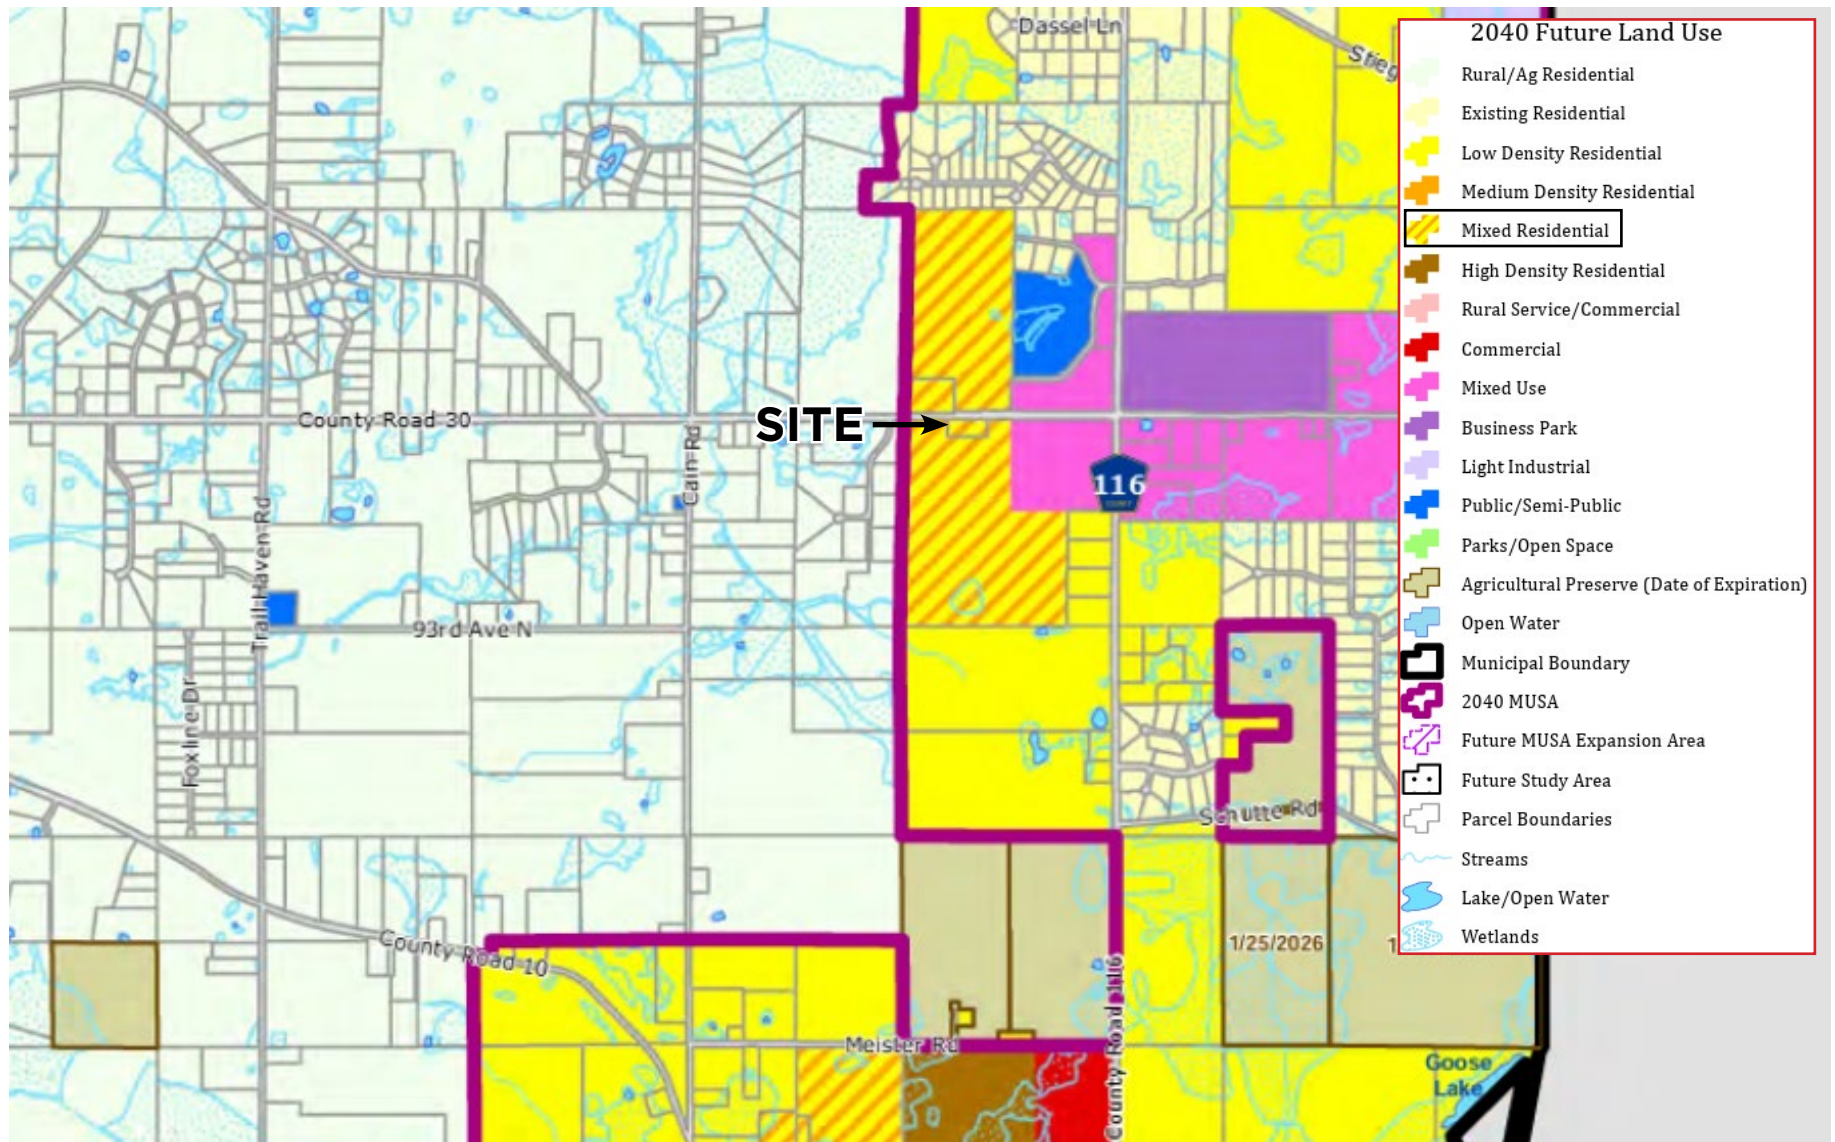 Dassel Ln
Stieg
2040 Future Land Use
Rural/Ag Residential
Existing Residential
Low Density Residential
Medium Density Residential
Mixed Residential
High Density Residential
Rural Service/Commercial
Commercial
Mixed Use
Business Park
Light Industrial
Public/Semi-Public
Parks/Open Space
Agricultural Preserve (Date of Expiration)
Open Water
Municipal Boundary
2040 MUSA
Future MUSA Expansion Area
Future Study Area
Parcel Boundaries
Streams
Lake/Open Water
Wetlands
County Road 30
SITE
Cain Rd
116
COUNTY
Trail Haven Rd
93rd Ave N
Foxline Dr
Schutte Rd
County Road 10
1/25/2026
1
County Road 116
Meister Rd
Goose
Lake